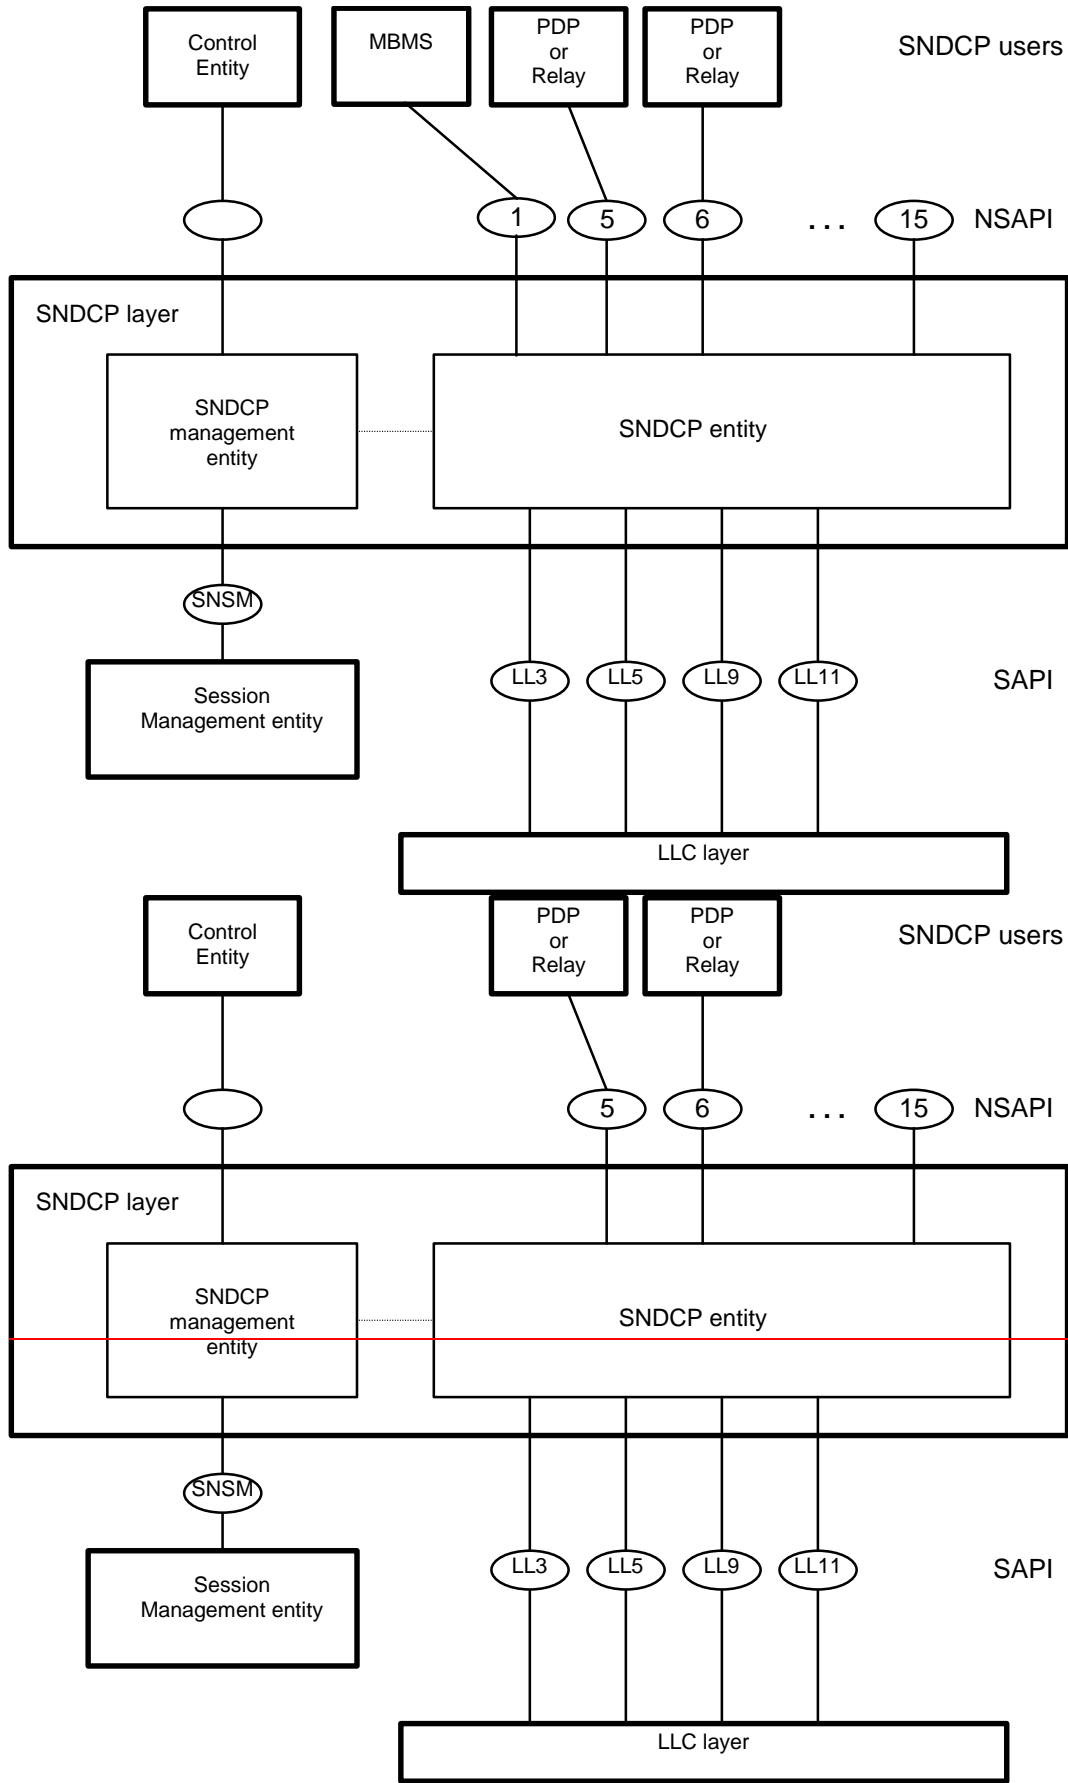 Control
Entity
MBMS
PDP
or
Relay
PDP
or
Relay
SNDCP users
1
5
6
. . .
15
NSAPI
SNDCP layer
SNDCP
management
entity
SNDCP entity
SNSM
LL3
LL5
LL9
LL11
SAPI
Session
Management entity
LLC layer
Control
Entity
PDP
or
Relay
PDP
or
Relay
SNDCP users
5
6
. . .
15
NSAPI
SNDCP layer
SNDCP
management
entity
SNDCP entity
SNSM
LL3
LL5
LL9
LL11
SAPI
Session
Management entity
LLC layer